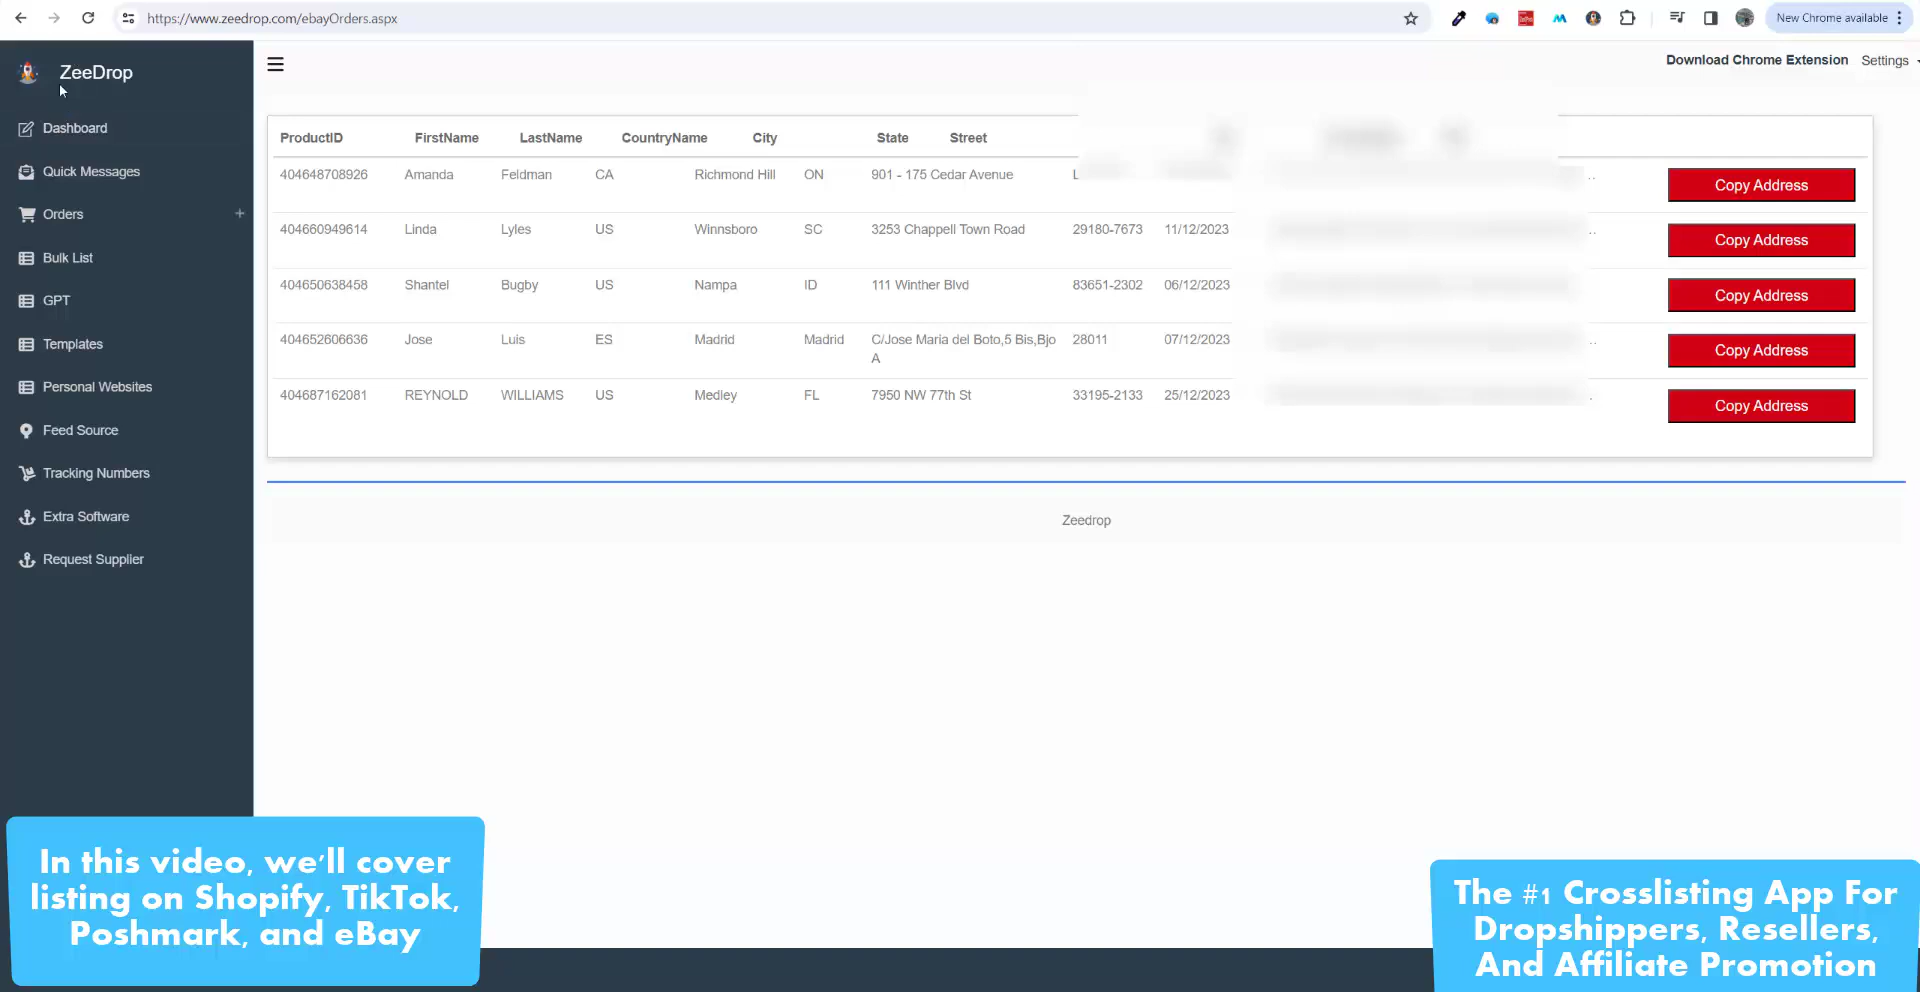 https://www.zeedrop.com/ebayOrders.aspx
New Chrome available
ZeeDrop
Download Chrome Extension Settings
Dashboard
Quick Messages
Orders +
Bulk List
GPT
Templates
Personal Websites
Feed Source
Tracking Numbers
Extra Software
Request Supplier
ProductID FirstName LastName CountryName City State Street
404648708926 Amanda Feldman CA Richmond Hill ON 901 - 175 Cedar Avenue .. Copy Address
404660949614 Linda Lyles US Winnsboro SC 3253 Chappell Town Road 29180-7673 11/12/2023 .. Copy Address
404650638458 Shantel Bugby US Nampa ID 111 Winther Blvd 83651-2302 06/12/2023 Copy Address
404652606636 Jose Luis ES Madrid Madrid C/Jose Maria del Boto,5 Bis,Bjo 28011 07/12/2023 .. Copy Address
A
404687162081 REYNOLD WILLIAMS US Medley FL 7950 NW 77th St 33195-2133 25/12/2023 . Copy Address
Zeedrop
In this video, we'll cover
listing on Shopify, TikTok,
Poshmark, and eBay
The #1 Crosslisting App For
Dropshippers, Resellers,
And Affiliate Promotion